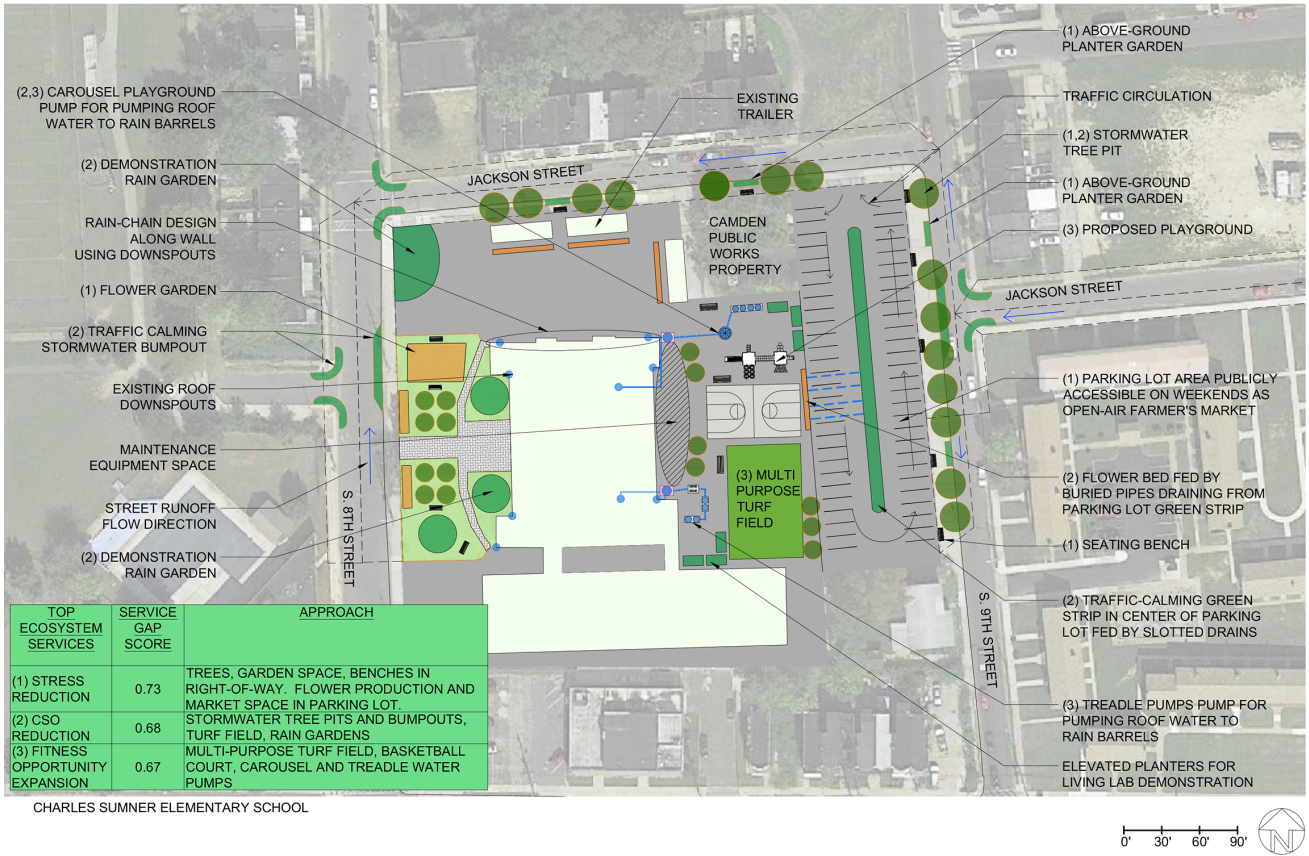 (2,3) CAROUSEL PLAYGROUND
PUMP FOR PUMPING ROOF
WATER TO RAIN BARRELS
(2) DEMONSTRATION
RAIN GARDEN
RAIN-CHAIN DESIGN
ALONG WALL
USING DOWNSPOUTS
(1) FLOWER GARDEN
(2) TRAFFIC CALMING
STORMWATER BUMPOUT
EXISTING ROOF
DOWNSPOUTS
MAINTENANCE
EQUIPMENT SPACE
STREET RUNOFF
FLOW DIRECTION
(2) DEMONSTRATION
RAIN GARDEN
EXISTING
TRAILER
JACKSON STREET
CAMDEN
PUBLIC
WORKS
PROPERTY
(3) MULTI
PURPOSE
TURF
FIELD
S. 8TH STREET
S. 9TH STREET
JACKSON STREET
(1) ABOVE-GROUND
PLANTER GARDEN
TRAFFIC CIRCULATION
(1,2) STORMWATER
TREE PIT
(1) ABOVE-GROUND
PLANTER GARDEN
(3) PROPOSED PLAYGROUND
(1) PARKING LOT AREA PUBLICLY
ACCESSIBLE ON WEEKENDS AS
OPEN-AIR FARMER'S MARKET
(2) FLOWER BED FED BY
BURIED PIPES DRAINING FROM
PARKING LOT GREEN STRIP
(1) SEATING BENCH
(2) TRAFFIC-CALMING GREEN
STRIP IN CENTER OF PARKING
LOT FED BY SLOTTED DRAINS
(3) TREADLE PUMPS PUMP FOR
PUMPING ROOF WATER TO
RAIN BARRELS
ELEVATED PLANTERS FOR
LIVING LAB DEMONSTRATION
TOP
ECOSYSTEM
SERVICES
SERVICE
GAP
SCORE
APPROACH
(1) STRESS
REDUCTION
0.73
TREES, GARDEN SPACE, BENCHES IN
RIGHT-OF-WAY. FLOWER PRODUCTION AND
MARKET SPACE IN PARKING LOT.
(2) CSO
REDUCTION
0.68
STORMWATER TREE PITS AND BUMPOUTS,
TURF FIELD, RAIN GARDENS
(3) FITNESS
OPPORTUNITY
EXPANSION
0.67
MULTI-PURPOSE TURF FIELD, BASKETBALL
COURT, CAROUSEL AND TREADLE WATER
PUMPS
CHARLES SUMNER ELEMENTARY SCHOOL
0' 30' 60' 90'
N